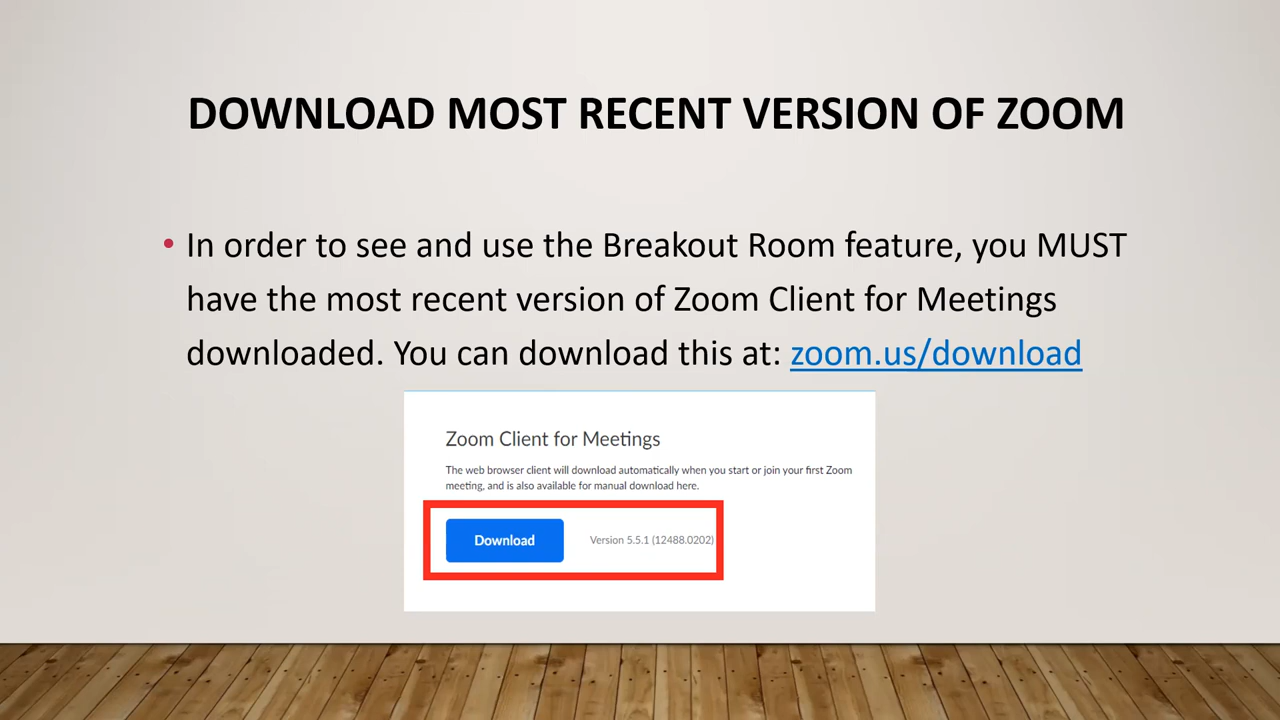 DOWNLOAD MOST RECENT VERSION OF ZOOM
• In order to see and use the Breakout Room feature, you MUST
have the most recent version of Zoom Client for Meetings
downloaded. You can download this at: zoom.us/download
Zoom Client for Meetings
The web browser client will download automatically when you start or join your first Zoom
meeting, and is also available for manual download here.
Download Version 5.5.1 (12488.0202)